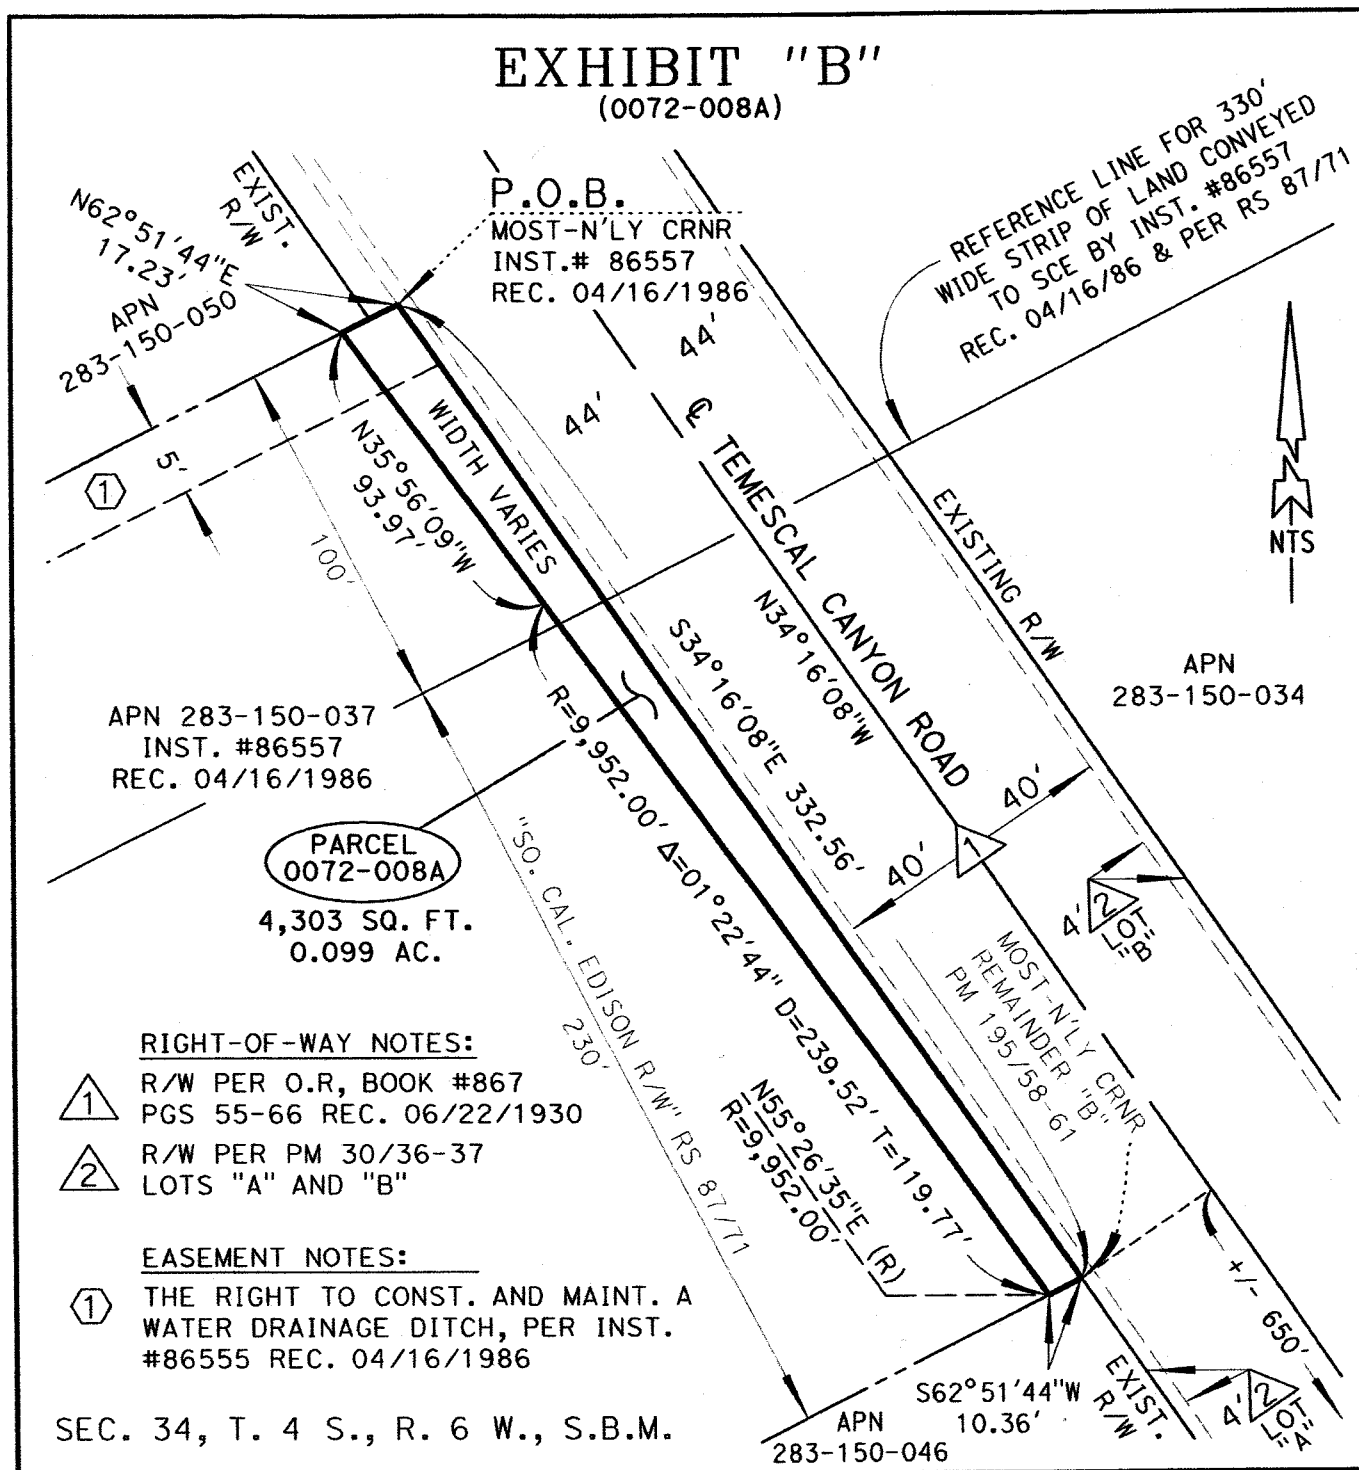 EXHIBIT "B"
(0072-008A)
EXIST.
R/W
N62°51'44"E
17.23'
APN
283-150-050
P.O.B.
MOST-N'LY CRNR
INST.# 86557
REC. 04/16/1986
REFERENCE LINE FOR 330'
WIDE STRIP OF LAND CONVEYED
TO SCE BY INST. #86557
REC. 04/16/86 & PER RS 87/71
44'
44'
℄ TEMESCAL CANYON ROAD
EXISTING R/W
NTS
5'
1
WIDTH VARIES
N35°56'09"W
93.97'
100'
N34°16'08"W
S34°16'08"E 332.56'
APN
283-150-034
APN 283-150-037
INST. #86557
REC. 04/16/1986
R=9,952.00' Δ=01°22'44" D=239.52' T=119.77'
40'
40'
1
PARCEL
0072-008A
4,303 SQ. FT.
0.099 AC.
"SO. CAL. EDISON R/W" RS 87/71
230'
4'
2
LOT
"B"
MOST-N'LY CRNR
REMAINDER "B"
PM 195/58-61
N55°26'35"E (R)
R=9,952.00'
RIGHT-OF-WAY NOTES:
1 R/W PER O.R, BOOK #867
PGS 55-66 REC. 06/22/1930
2 R/W PER PM 30/36-37
LOTS "A" AND "B"
EASEMENT NOTES:
1 THE RIGHT TO CONST. AND MAINT. A
WATER DRAINAGE DITCH, PER INST.
#86555 REC. 04/16/1986
+/- 650'
S62°51'44"W
10.36'
EXIST.
R/W
4'
2
LOT
"A"
APN
283-150-046
SEC. 34, T. 4 S., R. 6 W., S.B.M.